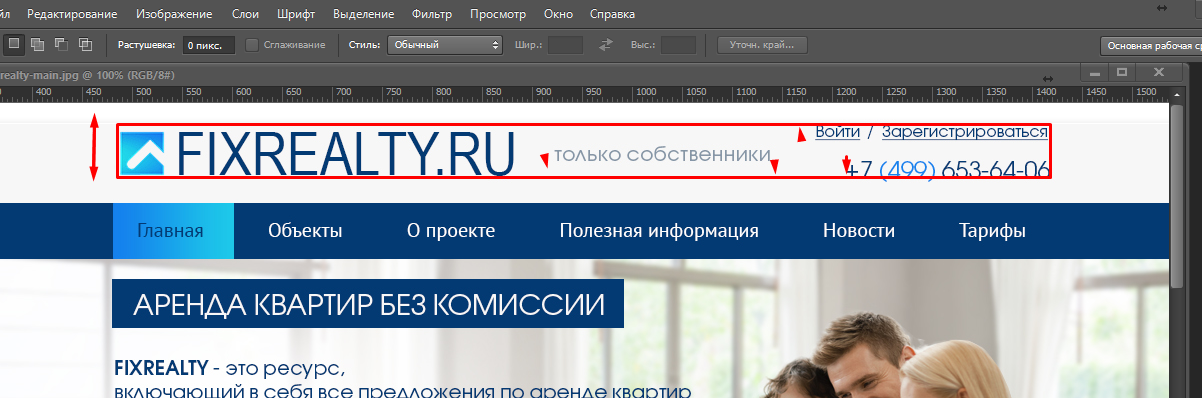 йл Редактирование Изображение Слои Шрифт Выделение Фильтр Просмотр Окно Справка
Растушевка: 0 пикс. Сглаживание Стиль: Обычный Шир.: Выс.: Уточн. край... Основная рабочая ср
realty-main.jpg @ 100% (RGB/8#)
400 450 500 550 600 650 700 750 800 850 900 950 1000 1050 1100 1150 1200 1250 1300 1350 1400 1450 1500
Войти / Зарегистрироваться
FIXREALTY.RU
только собственники
+7 (499) 653-64-06
Главная Объекты О проекте Полезная информация Новости Тарифы
АРЕНДА КВАРТИР БЕЗ КОМИССИИ
FIXREALTY - это ресурс,
включающий в себя все предложения по аренде квартир